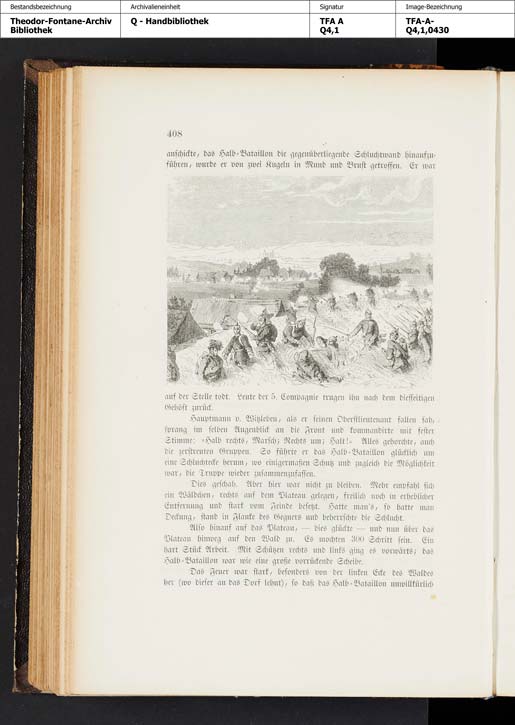 Bestandsbezeichnung
Archivalieneinheit
Signatur
Image-Bezeichnung
Theodor-Fontane-Archiv
Bibliothek
Q - Handbibliothek
TFA A
Q4,1
TFA-A-
Q4,1,0430
408
anschickte, das Halb-Bataillon die gegenüberliegende Schluchtwand hinaufzu-
führen, wurde er von zwei Kugeln in Mund und Brust getroffen. Er war
auf der Stelle todt. Leute der 5. Compagnie trugen ihn nach dem diesseitigen
Gehöft zurück.
Hauptmann v. Witzleben, als er seinen Oberstlieutenant fallen sah,
sprang im selben Augenblick an die Front und kommandirte mit fester
Stimme: »Halb rechts, Marsch; Rechts um; Halt!« Alles gehorchte, auch
die zerstreuten Gruppen. So führte er das Halb-Bataillon glücklich um
eine Schluchtecke herum, wo einigermaßen Schutz und zugleich die Möglichkeit
war, die Truppe wieder zusammenzufassen.
Dies geschah. Aber hier war nicht zu bleiben. Mehr empfahl sich
ein Wäldchen, rechts auf dem Plateau gelegen, freilich noch in erheblicher
Entfernung und stark vom Feinde besetzt. Hatte man's, so hatte man
Deckung, stand in Flanke des Gegners und beherrschte die Schlucht.
Also hinauf auf das Plateau, — dies glückte — und nun über das
Plateau hinweg auf den Wald zu. Es mochten 300 Schritt sein. Ein
hart Stück Arbeit. Mit Schützen rechts und links ging es vorwärts; das
Halb-Bataillon war wie eine große vorrückende Scheibe.
Das Feuer war stark, besonders von der linken Ecke des Waldes
her (wo dieser an das Dorf lehnt), so daß das Halb-Bataillon unwillkürlich